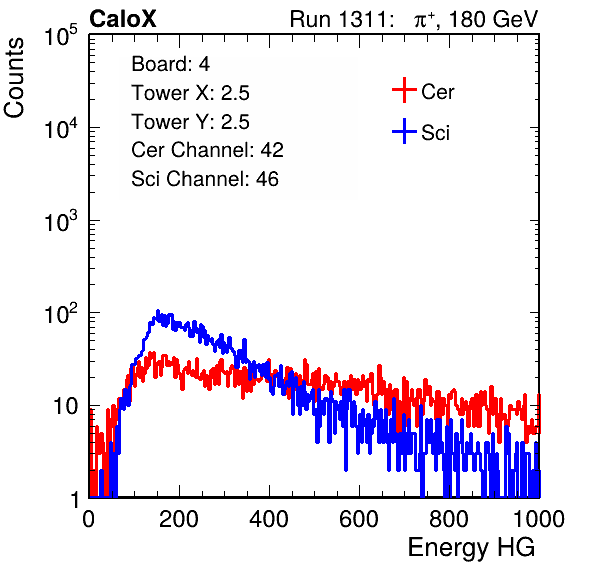 CaloX Run 1311: π⁺, 180 GeV
Counts
10⁵
10⁴
10³
10²
10
1
Board: 4
Tower X: 2.5
Tower Y: 2.5
Cer Channel: 42
Sci Channel: 46
Cer
Sci
0 200 400 600 800 1000
Energy HG